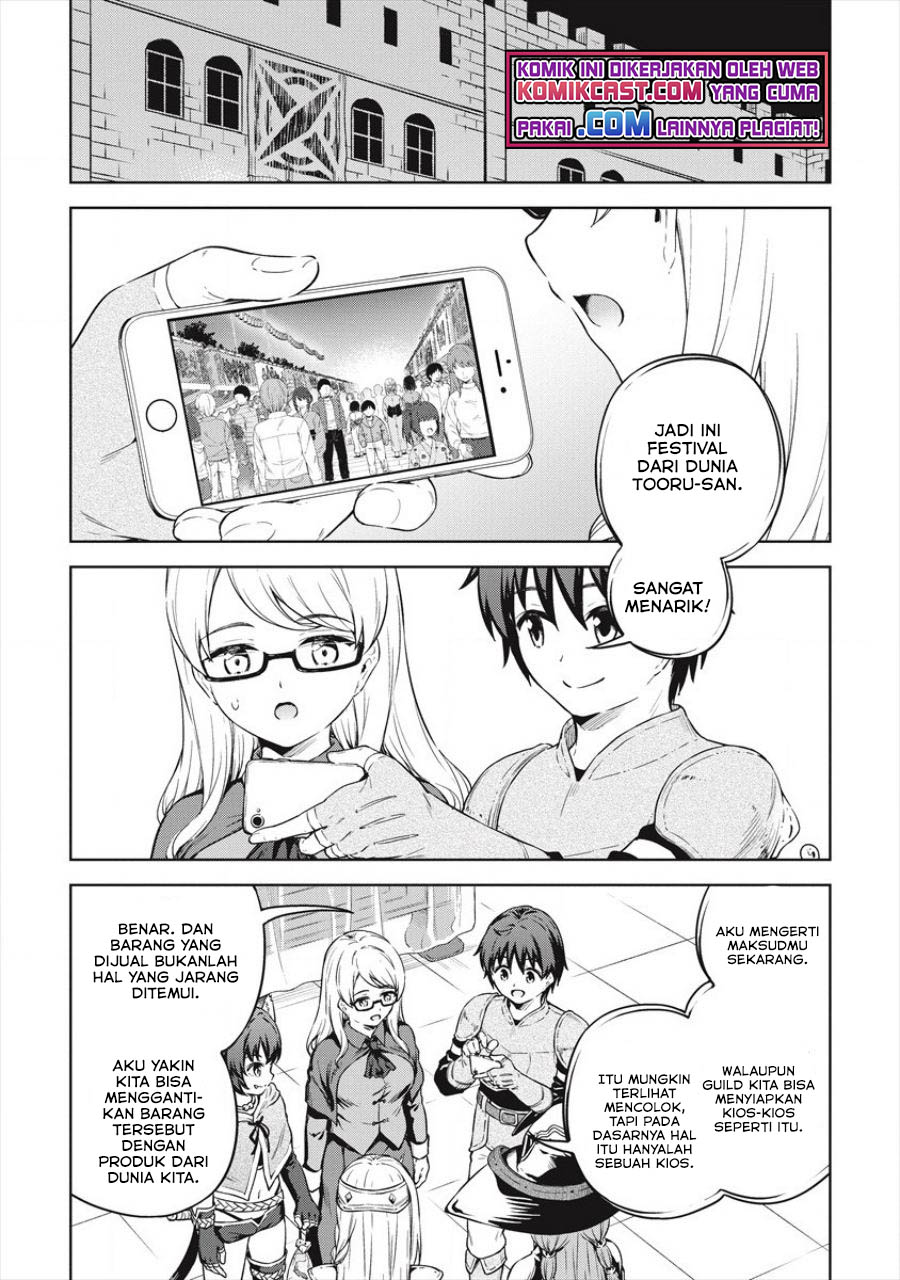 KOMIK INI DIKERJAKAN OLEH WEB
KOMIKCAST.COM YANG CUMA
PAKAI .COM LAINNYA PLAGIAT!
JADI INI
FESTIVAL
DARI DUNIA
TOORU-SAN.
SANGAT
MENARIK!
AKU MENGERTI
MAKSUDMU
SEKARANG.
WALAUPUN
GUILD KITA BISA
MENYIAPKAN
KIOS-KIOS
SEPERTI ITU.
ITU MUNGKIN
TERLIHAT
MENCOLOK,
TAPI PADA
DASARNYA HAL
ITU HANYALAH
SEBUAH KIOS.
BENAR. DAN
BARANG YANG
DIJUAL BUKANLAH
HAL YANG JARANG
DITEMUI.
AKU YAKIN
KITA BISA
MENGGANTI-
KAN BARANG
TERSEBUT
DENGAN
PRODUK DARI
DUNIA KITA.